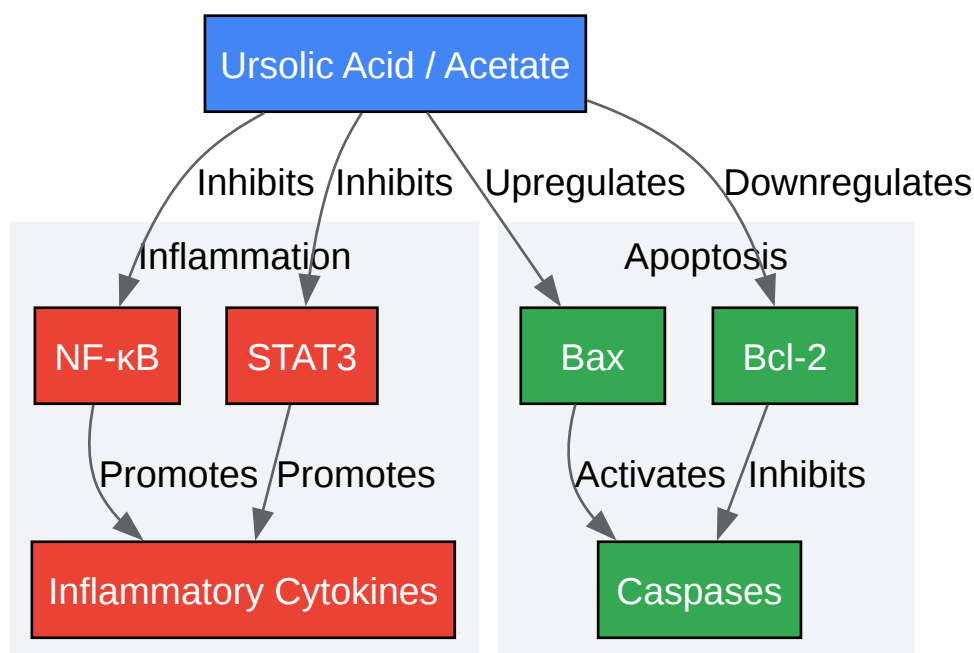 Ursolic Acid / Acetate
Inhibits
Inhibits
Upregulates
Downregulates
Inflammation
Apoptosis
NF-κB
STAT3
Bax
Bcl-2
Promotes
Promotes
Activates
Inhibits
Inflammatory Cytokines
Caspases